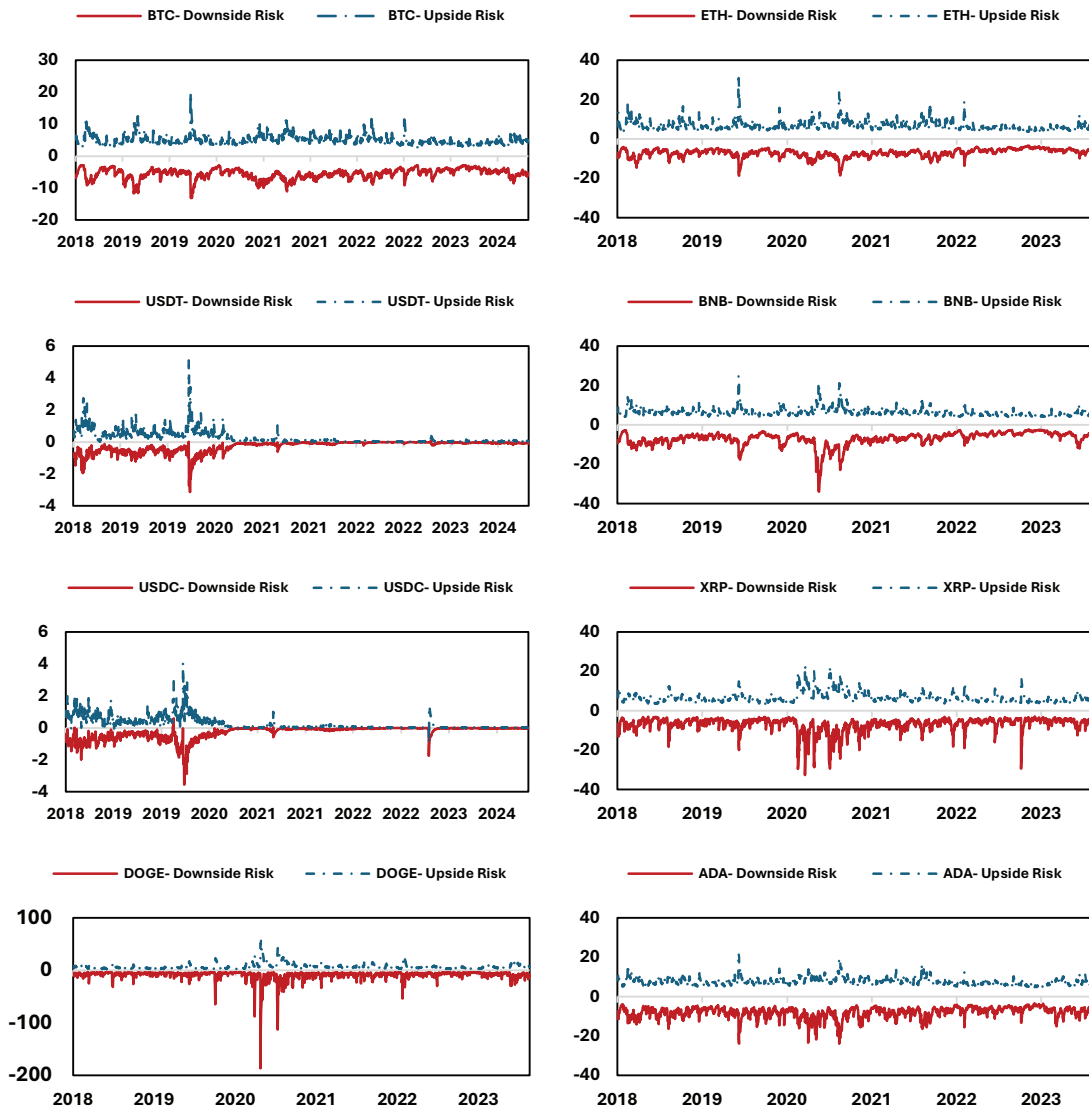 BTC- Downside Risk BTC- Upside Risk
30
20
10
0
-10
-20
2018 2019 2019 2020 2021 2021 2022 2022 2023 2024
ETH- Downside Risk ETH- Upside Risk
40
20
0
-20
-40
2018 2019 2020 2021 2022 2023
USDT- Downside Risk USDT- Upside Risk
6
4
2
0
-2
-4
2018 2019 2019 2020 2021 2021 2022 2022 2023 2024
BNB- Downside Risk BNB- Upside Risk
40
20
0
-20
-40
2018 2019 2020 2021 2022 2023
USDC- Downside Risk USDC- Upside Risk
6
4
2
0
-2
-4
2018 2019 2019 2020 2021 2021 2022 2022 2023 2024
XRP- Downside Risk XRP- Upside Risk
40
20
0
-20
-40
2018 2019 2020 2021 2022 2023
DOGE- Downside Risk DOGE- Upside Risk
100
0
-100
-200
2018 2019 2020 2021 2022 2023
ADA- Downside Risk ADA- Upside Risk
40
20
0
-20
-40
2018 2019 2020 2021 2022 2023